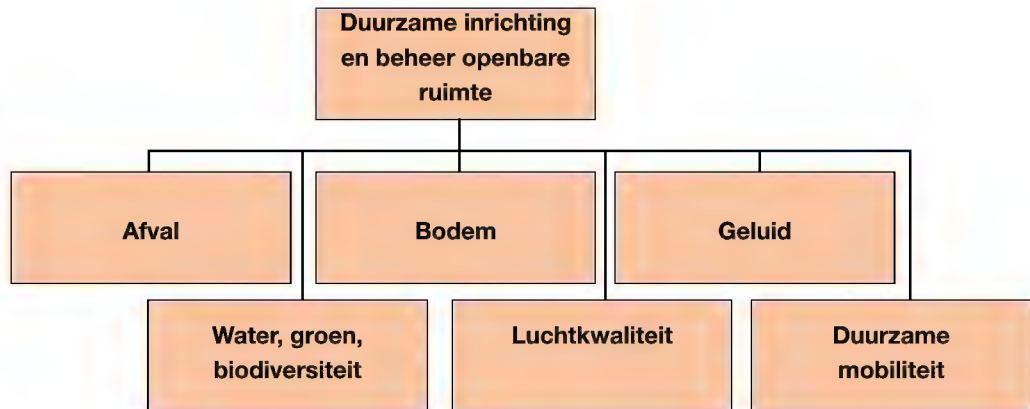 Duurzame inrichting
en beheer openbare
ruimte
Afval
Bodem
Geluid
Water, groen,
biodiversiteit
Luchtkwaliteit
Duurzame
mobiliteit